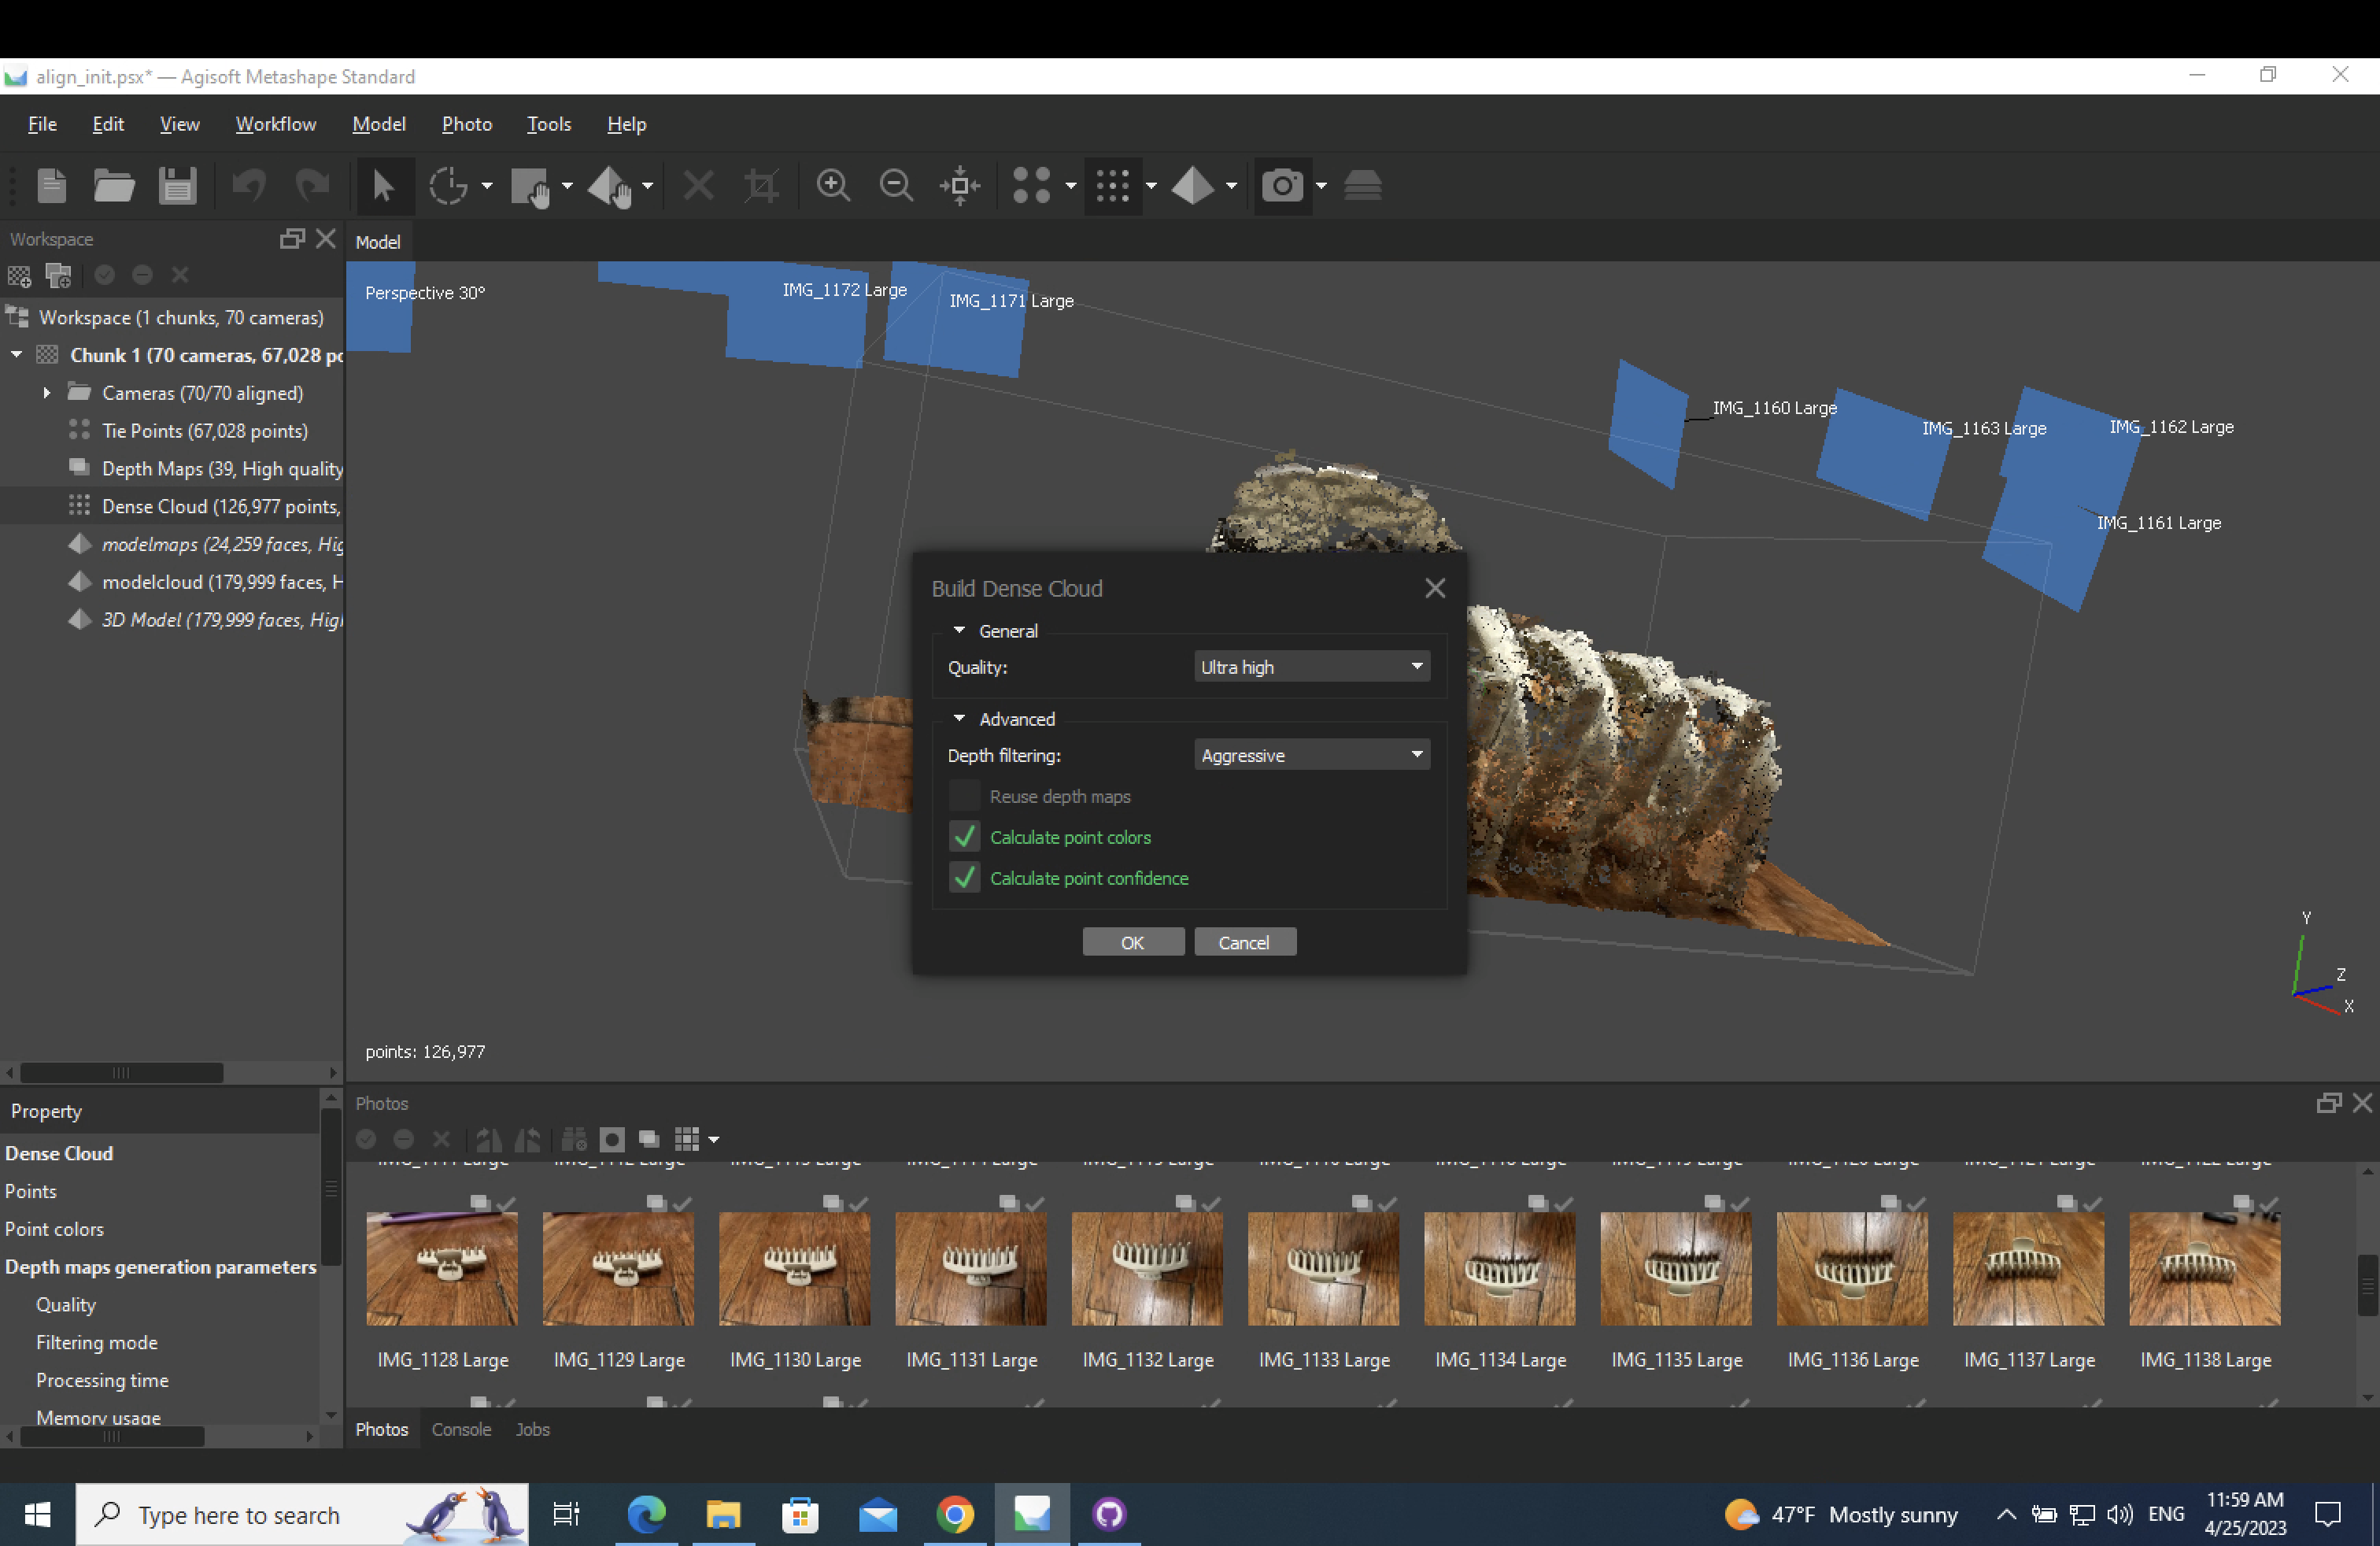 align_init.psx* — Agisoft Metashape Standard
File Edit View Workflow Model Photo Tools Help
Workspace
Workspace (1 chunks, 70 cameras)
Chunk 1 (70 cameras, 67,028 po
Cameras (70/70 aligned)
Tie Points (67,028 points)
Depth Maps (39, High quality
Dense Cloud (126,977 points,
modelmaps (24,259 faces, Hig
modelcloud (179,999 faces, H
3D Model (179,999 faces, High
Model
Perspective 30°
IMG_1172 Large
IMG_1171 Large
IMG_1160 Large
IMG_1163 Large
IMG_1162 Large
IMG_1161 Large
Build Dense Cloud
General
Quality: Ultra high
Advanced
Depth filtering: Aggressive
Reuse depth maps
Calculate point colors
Calculate point confidence
OK Cancel
Y
Z
X
points: 126,977
Property
Dense Cloud
Points
Point colors
Depth maps generation parameters
Quality
Filtering mode
Processing time
Memory usage
Photos
IMG_1128 Large IMG_1129 Large IMG_1130 Large IMG_1131 Large IMG_1132 Large IMG_1133 Large IMG_1134 Large IMG_1135 Large IMG_1136 Large IMG_1137 Large IMG_1138 Large
Photos Console Jobs
Type here to search
47°F Mostly sunny
ENG
11:59 AM
4/25/2023